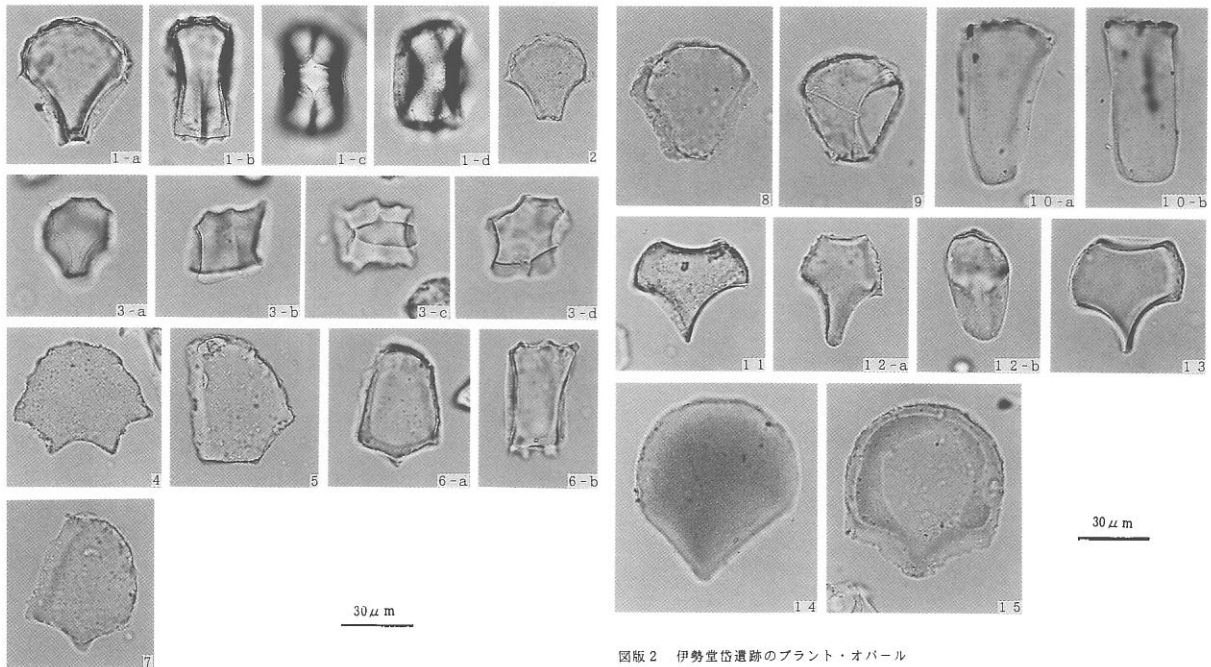 1-a
1-b
1-c
1-d
2
3-a
3-b
3-c
3-d
4
5
6-a
6-b
7
30μm
8
9
10-a
10-b
11
12-a
12-b
13
14
15
30μm
図版2 伊勢堂岱遺跡のプラント・オパール